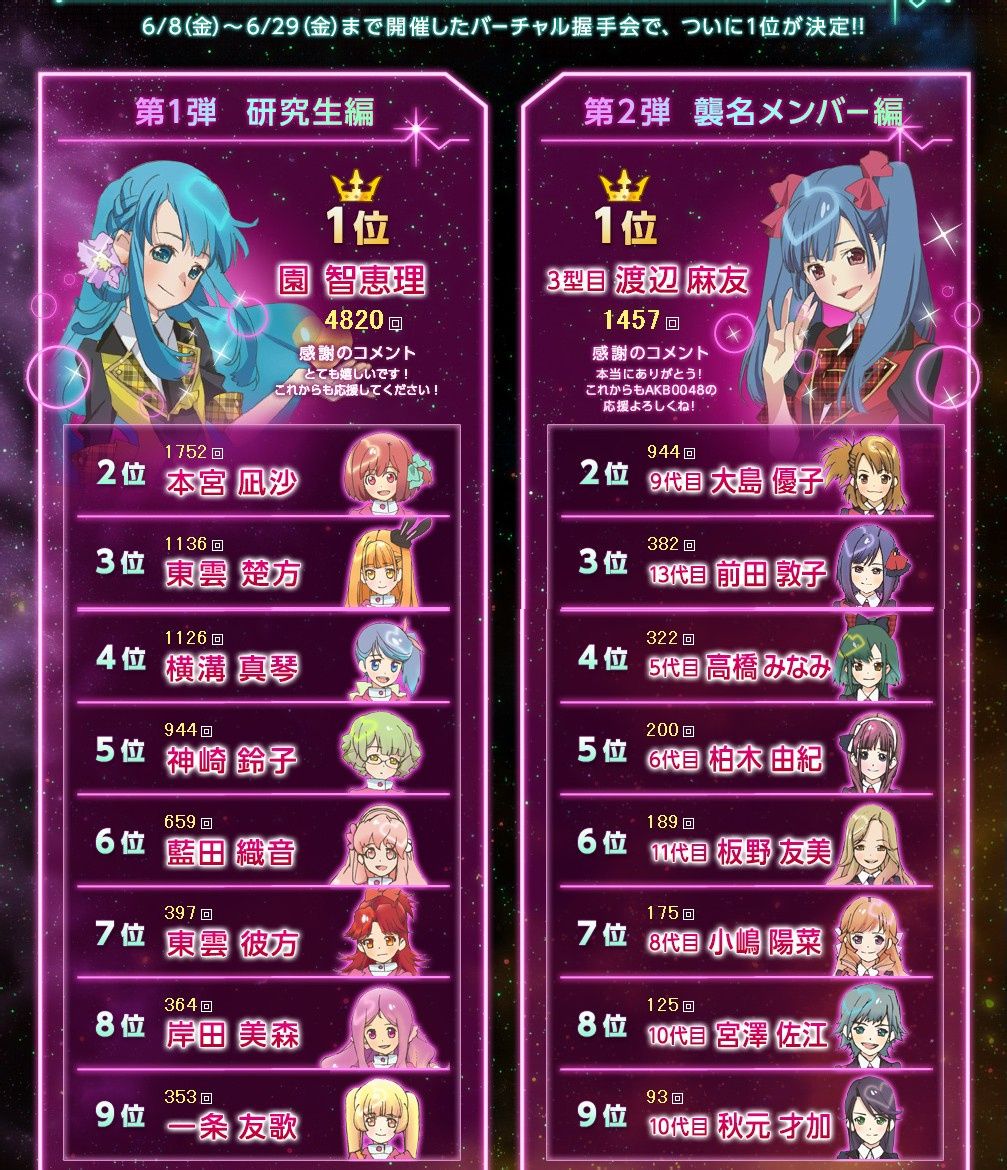 6/8(金)～6/29(金)まで開催したバーチャル握手会で、ついに1位が決定!!
第1弾 研究生編
1位
園 智恵理
4820回
感謝のコメント
とても嬉しいです！
これからも応援してください！
2位
1752回
本宮 凪沙
3位
1136回
東雲 楚方
4位
1126回
横溝 真琴
5位
944回
神崎 鈴子
6位
659回
藍田 織音
7位
397回
東雲 彼方
8位
364回
岸田 美森
9位
353回
一条 友歌
第2弾 襲名メンバー編
1位
3型目 渡辺 麻友
1457回
感謝のコメント
本当にありがとう！
これからもAKB0048の
応援よろしくね！
2位
944回
9代目 大島 優子
3位
382回
13代目 前田 敦子
4位
322回
5代目 高橋 みなみ
5位
200回
6代目 柏木 由紀
6位
189回
11代目 板野 友美
7位
175回
8代目 小嶋 陽菜
8位
125回
10代目 宮澤 佐江
9位
93回
10代目 秋元 才加